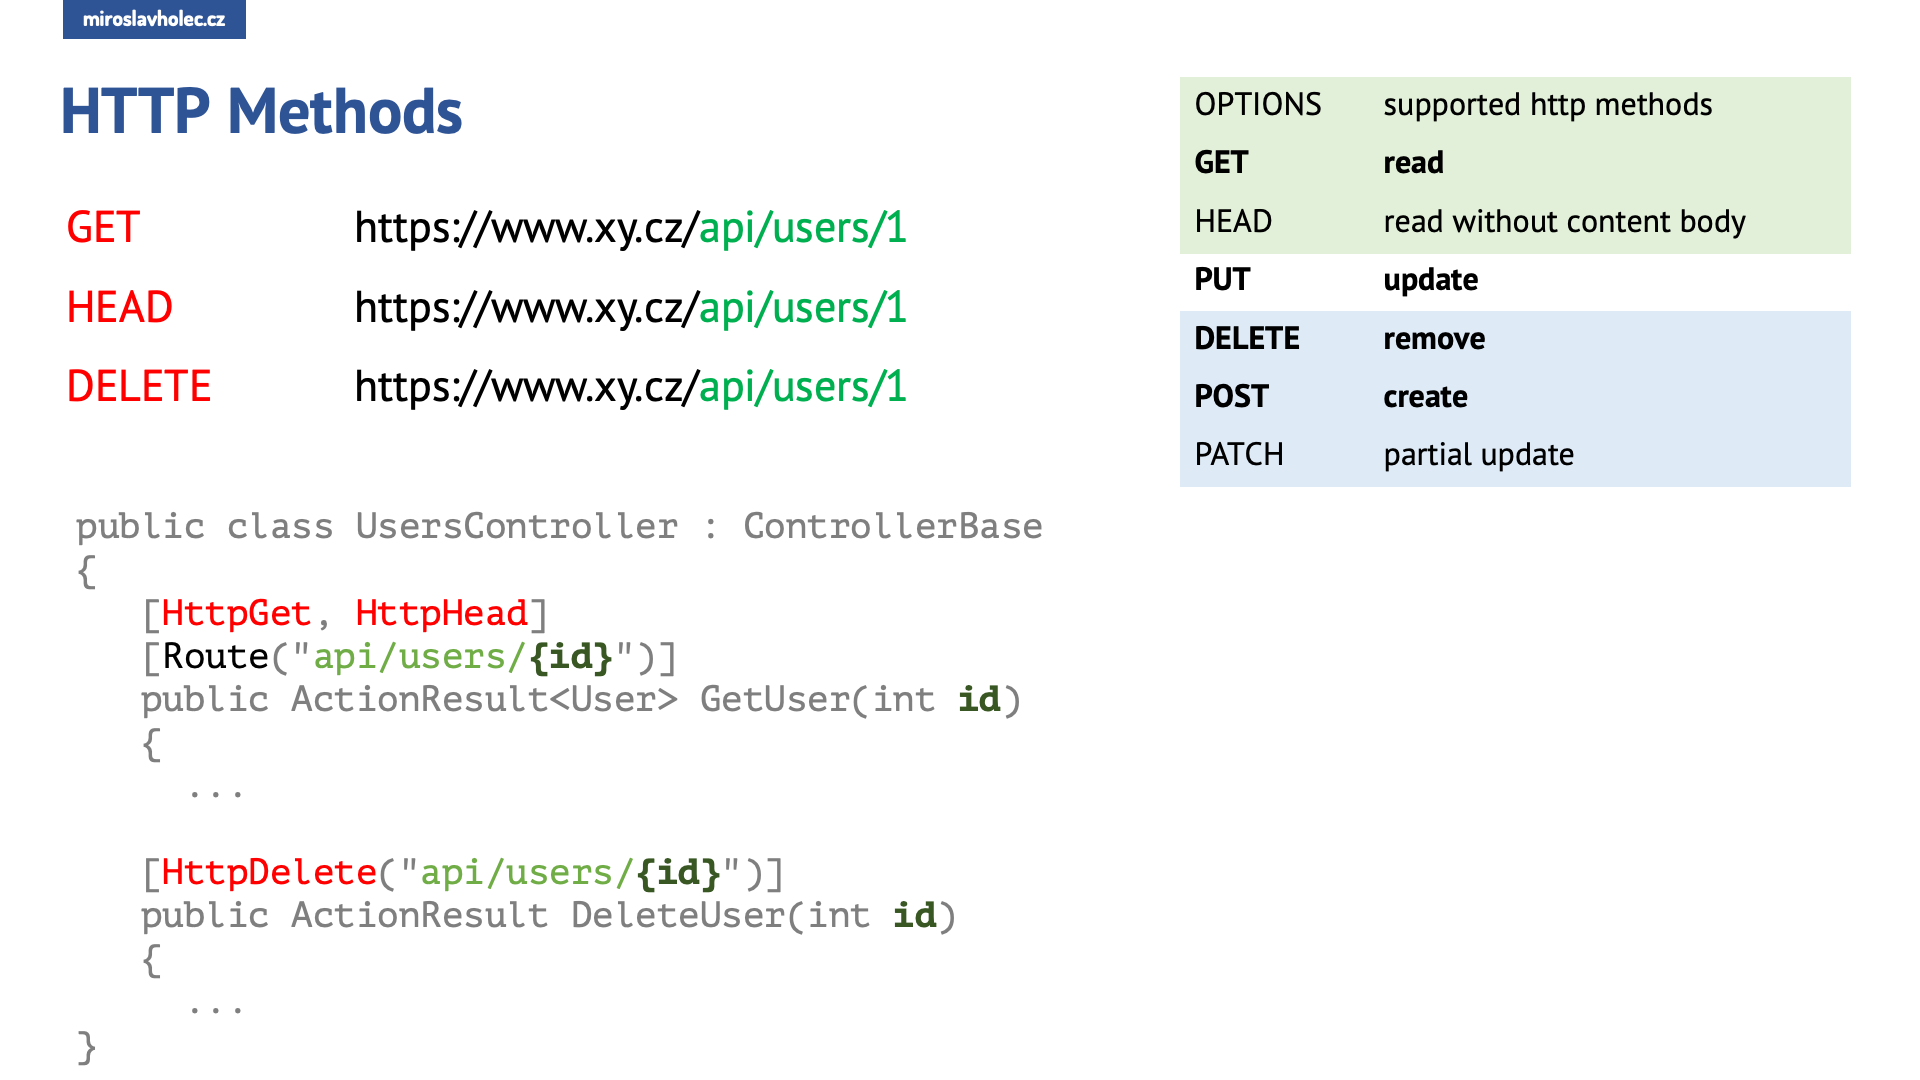 miroslavholec.cz
HTTP Methods
GET https://www.xy.cz/api/users/1
HEAD https://www.xy.cz/api/users/1
DELETE https://www.xy.cz/api/users/1
OPTIONS supported http methods
GET read
HEAD read without content body
PUT update
DELETE remove
POST create
PATCH partial update
public class UsersController : ControllerBase
{
[HttpGet, HttpHead]
[Route("api/users/{id}")]
public ActionResult<User> GetUser(int id)
{
...
[HttpDelete("api/users/{id}")]
public ActionResult DeleteUser(int id)
{
...
}